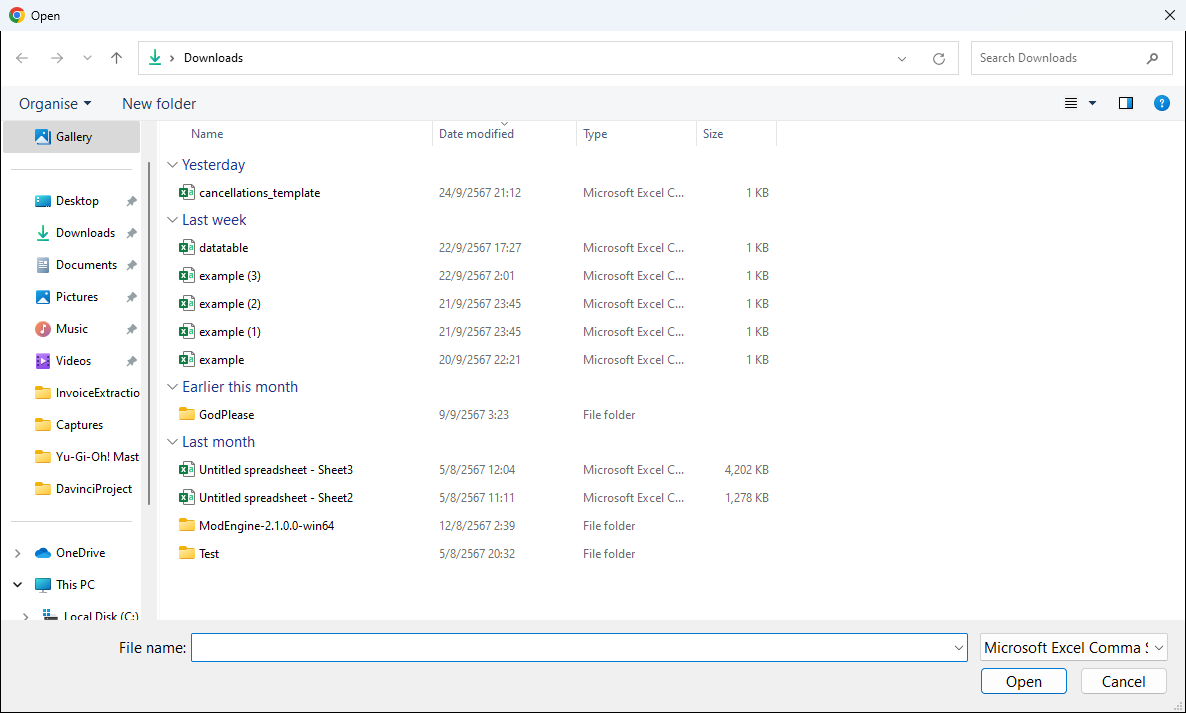 Open
Downloads
Search Downloads
Organise New folder
Gallery
Desktop
Downloads
Documents
Pictures
Music
Videos
InvoiceExtractio
Captures
Yu-Gi-Oh! Mast
DavinciProject
OneDrive
This PC
Local Disk (C:)
Name Date modified Type Size
Yesterday
cancellations_template 24/9/2567 21:12 Microsoft Excel C... 1 KB
Last week
datatable 22/9/2567 17:27 Microsoft Excel C... 1 KB
example (3) 22/9/2567 2:01 Microsoft Excel C... 1 KB
example (2) 21/9/2567 23:45 Microsoft Excel C... 1 KB
example (1) 21/9/2567 23:45 Microsoft Excel C... 1 KB
example 20/9/2567 22:21 Microsoft Excel C... 1 KB
Earlier this month
GodPlease 9/9/2567 3:23 File folder
Last month
Untitled spreadsheet - Sheet3 5/8/2567 12:04 Microsoft Excel C... 4,202 KB
Untitled spreadsheet - Sheet2 5/8/2567 11:11 Microsoft Excel C... 1,278 KB
ModEngine-2.1.0.0-win64 12/8/2567 2:39 File folder
Test 5/8/2567 20:32 File folder
File name: Microsoft Excel Comma S
Open Cancel